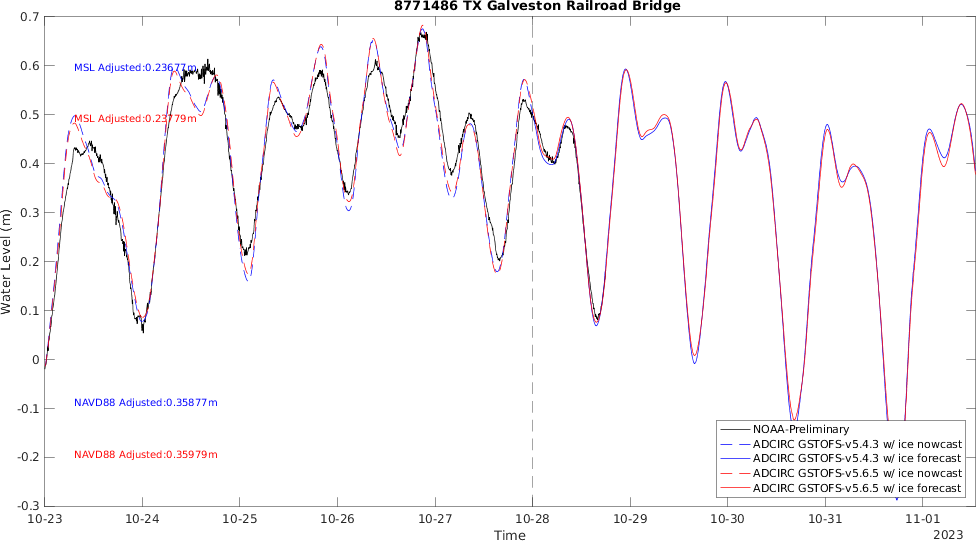 8771486 TX Galveston Railroad Bridge
0.7
0.6
0.5
0.4
0.3
0.2
0.1
0
-0.1
-0.2
-0.3
Water Level (m)
MSL Adjusted:0.23677m
MSL Adjusted:0.23779m
NAVD88 Adjusted:0.35877m
NAVD88 Adjusted:0.35979m
NOAA-Preliminary
ADCIRC GSTOFS-v5.4.3 w/ ice nowcast
ADCIRC GSTOFS-v5.4.3 w/ ice forecast
ADCIRC GSTOFS-v5.6.5 w/ ice nowcast
ADCIRC GSTOFS-v5.6.5 w/ ice forecast
10-23 10-24 10-25 10-26 10-27 10-28 10-29 10-30 10-31 11-01
Time
2023